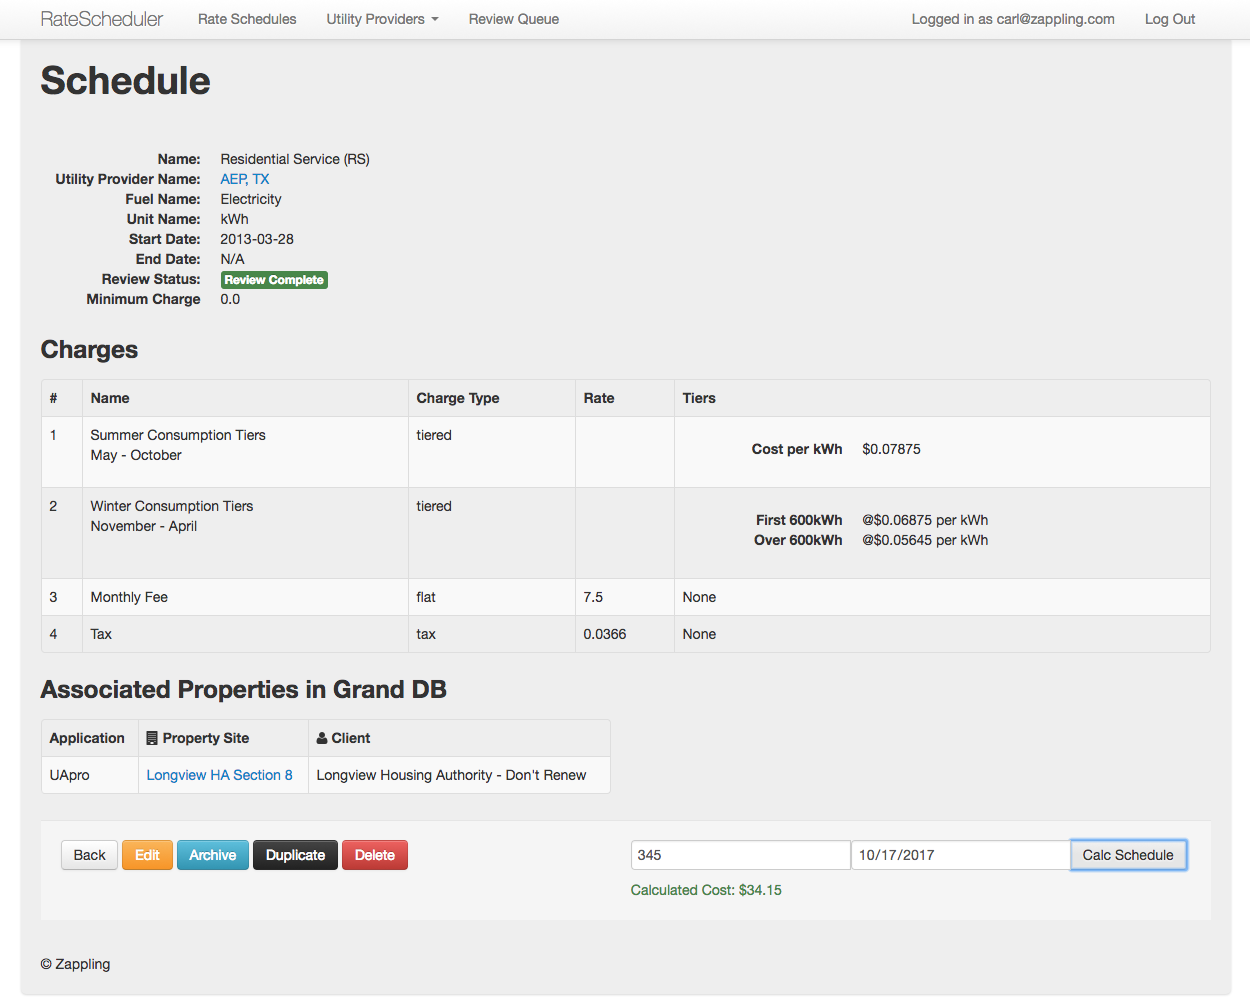 RateScheduler Rate Schedules Utility Providers Review Queue Logged in as carl@zappling.com Log Out
Schedule
Name: Residential Service (RS)
Utility Provider Name: AEP, TX
Fuel Name: Electricity
Unit Name: kWh
Start Date: 2013-03-28
End Date: N/A
Review Status: Review Complete
Minimum Charge 0.0
Charges
# Name Charge Type Rate Tiers
1 Summer Consumption Tiers tiered
May - October
Cost per kWh $0.07875
2 Winter Consumption Tiers tiered
November - April
First 600kWh @$0.06875 per kWh
Over 600kWh @$0.05645 per kWh
3 Monthly Fee flat 7.5 None
4 Tax tax 0.0366 None
Associated Properties in Grand DB
Application Property Site Client
UApro Longview HA Section 8 Longview Housing Authority - Don't Renew
Back Edit Archive Duplicate Delete 345 10/17/2017 Calc Schedule
Calculated Cost: $34.15
© Zappling